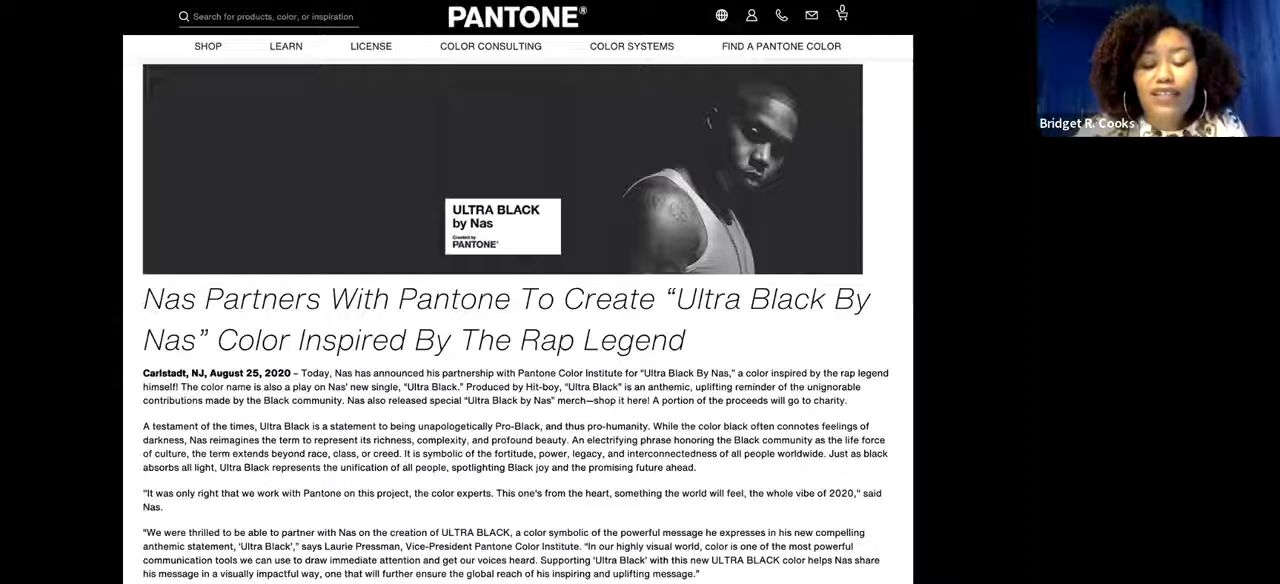 Search for products, color, or inspiration
PANTONE®
0
SHOP LEARN LICENSE COLOR CONSULTING COLOR SYSTEMS FIND A PANTONE COLOR
Bridget R. Cooks
ULTRA BLACK
by Nas
Created by
PANTONE®
Nas Partners With Pantone To Create “Ultra Black By
Nas” Color Inspired By The Rap Legend
Carlstadt, NJ, August 25, 2020 – Today, Nas has announced his partnership with Pantone Color Institute for “Ultra Black By Nas,” a color inspired by the rap legend
himself! The color name is also a play on Nas’ new single, “Ultra Black.” Produced by Hit-boy, “Ultra Black” is an anthemic, uplifting reminder of the unignorable
contributions made by the Black community. Nas also released special “Ultra Black by Nas” merch—shop it here! A portion of the proceeds will go to charity.
A testament of the times, Ultra Black is a statement to being unapologetically Pro-Black, and thus pro-humanity. While the color black often connotes feelings of
darkness, Nas reimagines the term to represent its richness, complexity, and profound beauty. An electrifying phrase honoring the Black community as the life force
of culture, the term extends beyond race, class, or creed. It is symbolic of the fortitude, power, legacy, and interconnectedness of all people worldwide. Just as black
absorbs all light, Ultra Black represents the unification of all people, spotlighting Black joy and the promising future ahead.
"It was only right that we work with Pantone on this project, the color experts. This one's from the heart, something the world will feel, the whole vibe of 2020," said
Nas.
“We were thrilled to be able to partner with Nas on the creation of ULTRA BLACK, a color symbolic of the powerful message he expresses in his new compelling
anthemic statement, ‘Ultra Black’,” says Laurie Pressman, Vice-President Pantone Color Institute. “In our highly visual world, color is one of the most powerful
communication tools we can use to draw immediate attention and get our voices heard. Supporting ‘Ultra Black’ with this new ULTRA BLACK color helps Nas share
his message in a visually impactful way, one that will further ensure the global reach of his inspiring and uplifting message.”